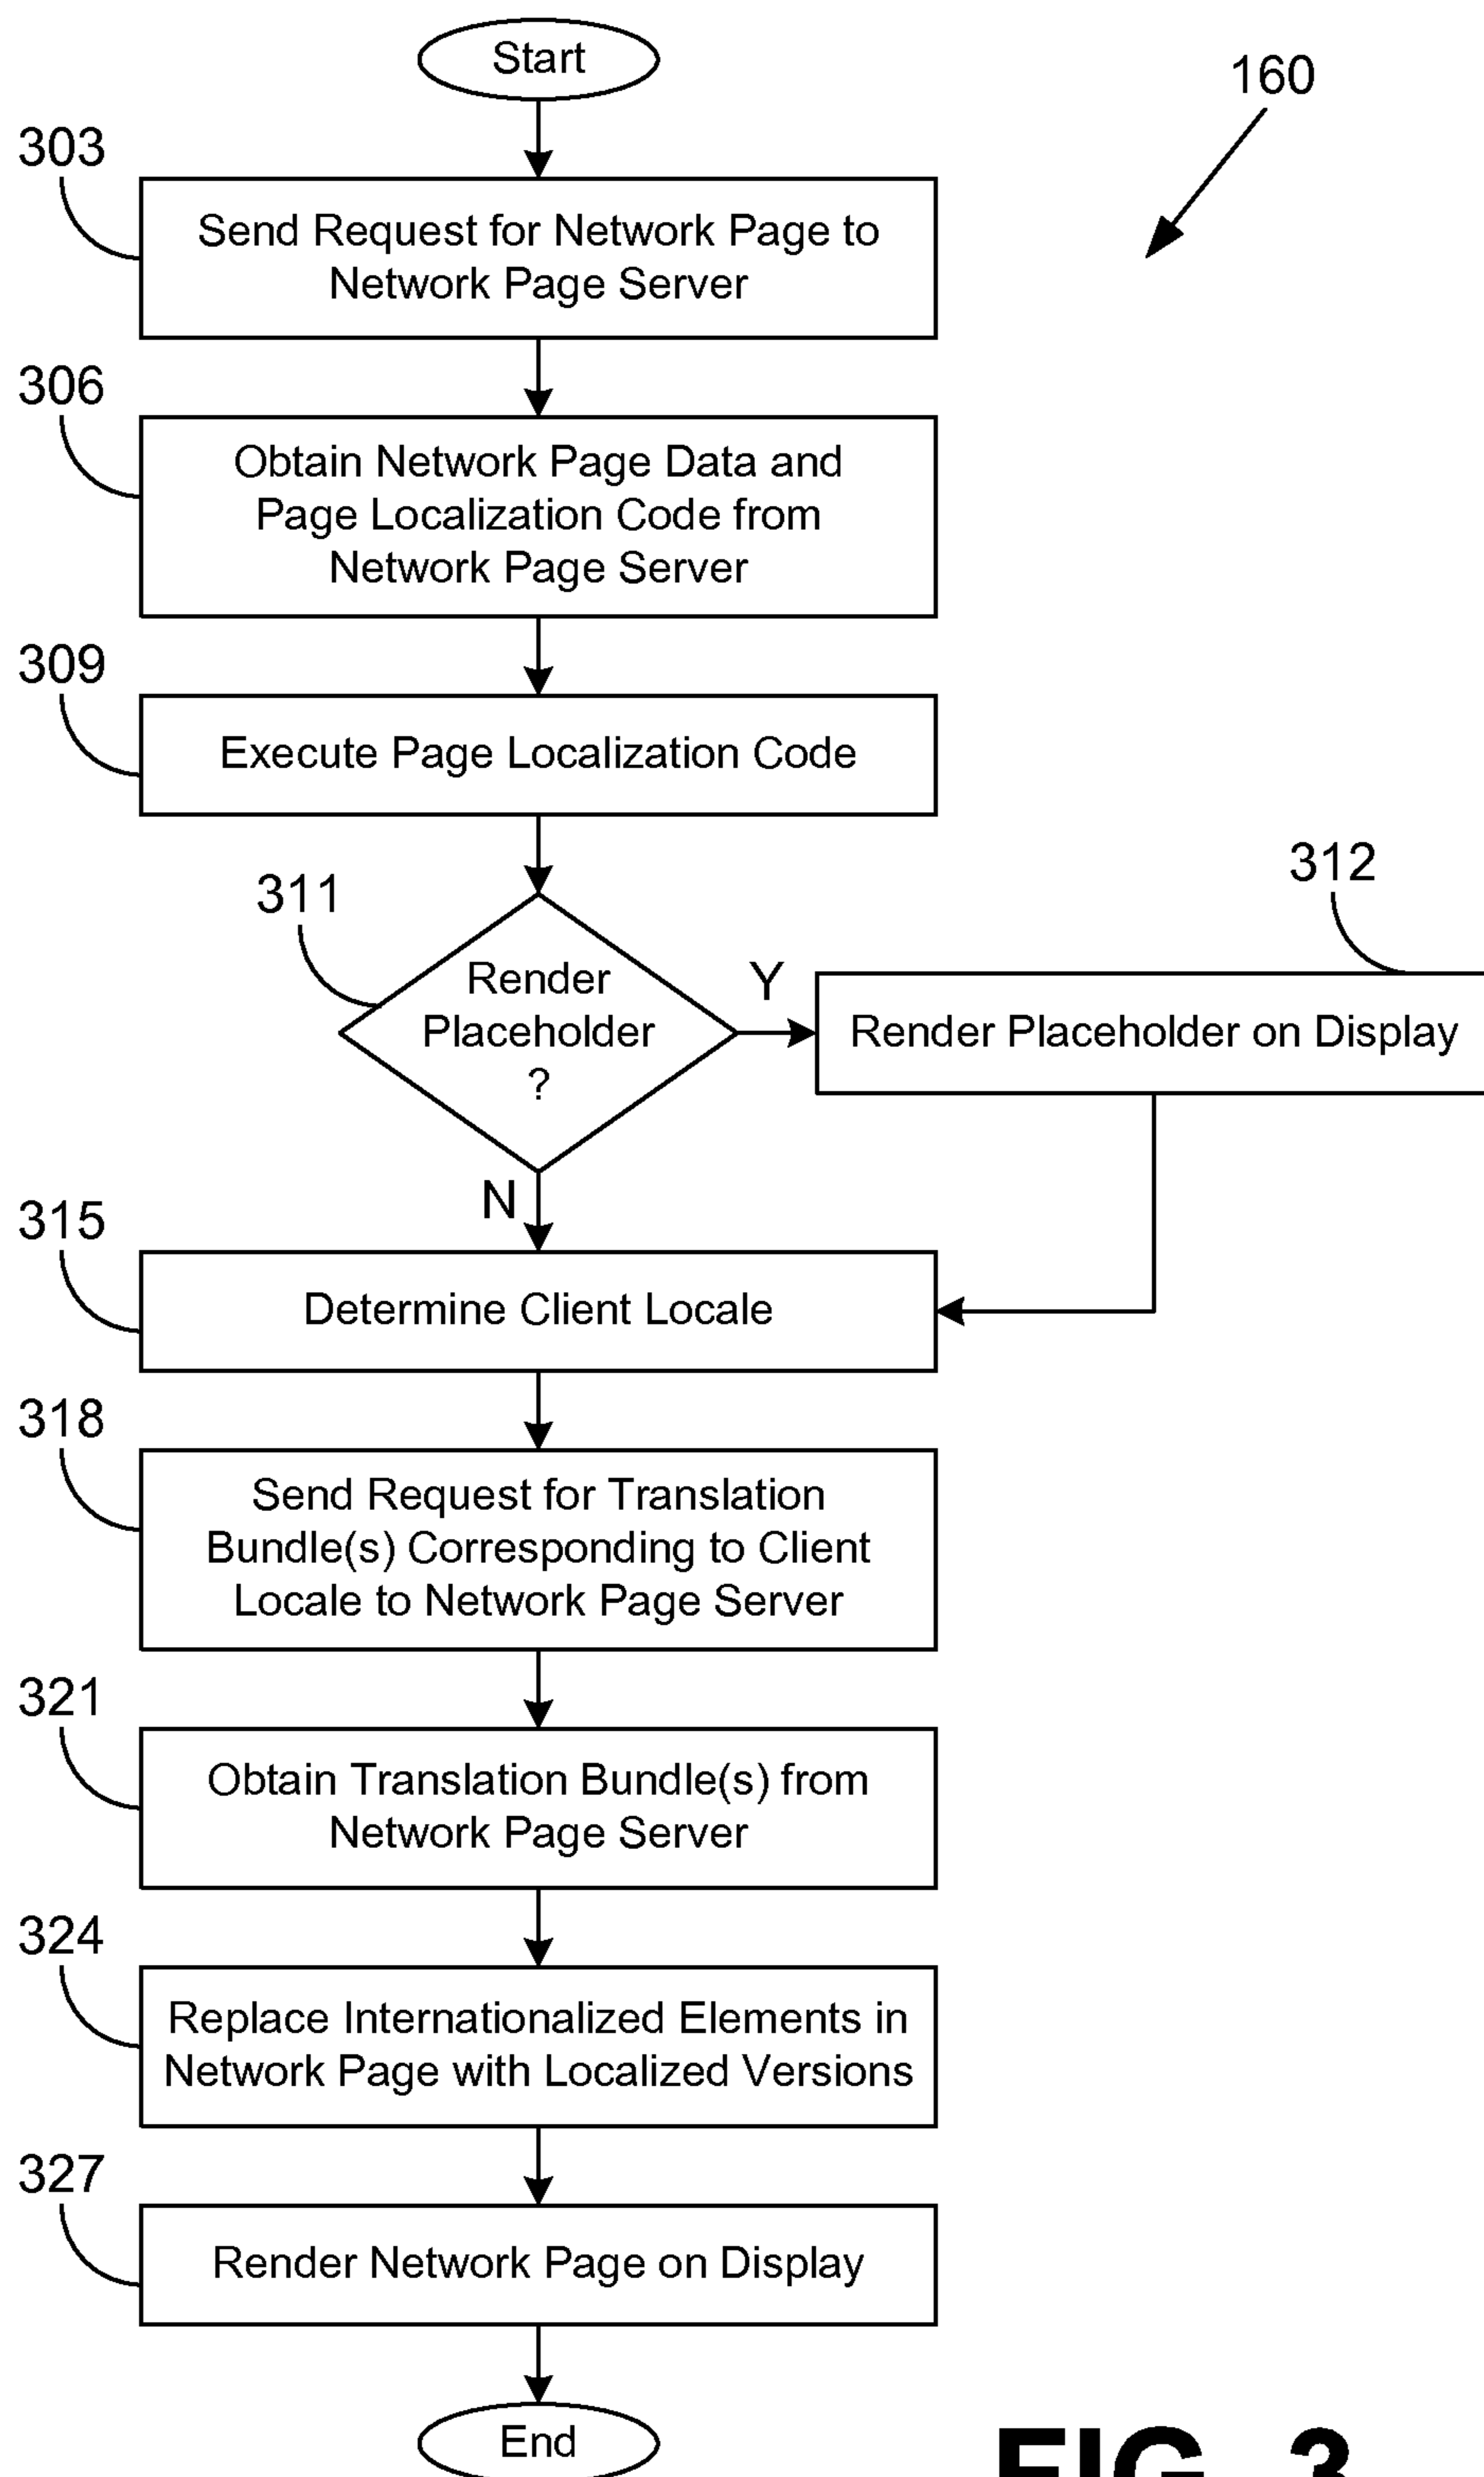 Start
160
303
Send Request for Network Page to
Network Page Server
306
Obtain Network Page Data and
Page Localization Code from
Network Page Server
309
Execute Page Localization Code
311
Render
Placeholder
?
Y
312
Render Placeholder on Display
N
315
Determine Client Locale
318
Send Request for Translation
Bundle(s) Corresponding to Client
Locale to Network Page Server
321
Obtain Translation Bundle(s) from
Network Page Server
324
Replace Internationalized Elements in
Network Page with Localized Versions
327
Render Network Page on Display
End
FIG. 3